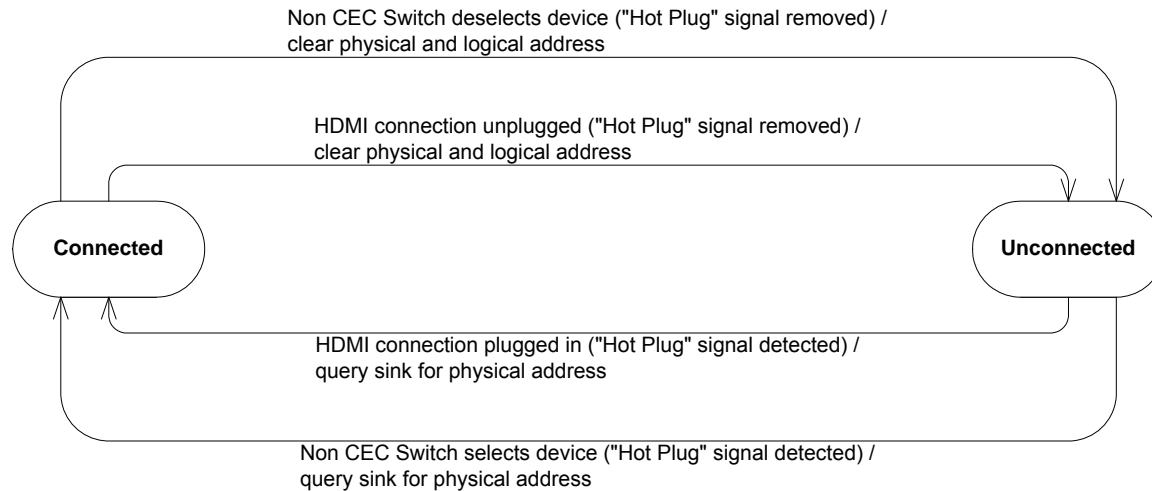 Non CEC Switch deselects device ("Hot Plug" signal removed) /
clear physical and logical address
HDMI connection unplugged ("Hot Plug" signal removed) /
clear physical and logical address
Connected
Unconnected
HDMI connection plugged in ("Hot Plug" signal detected) /
query sink for physical address
Non CEC Switch selects device ("Hot Plug" signal detected) /
query sink for physical address